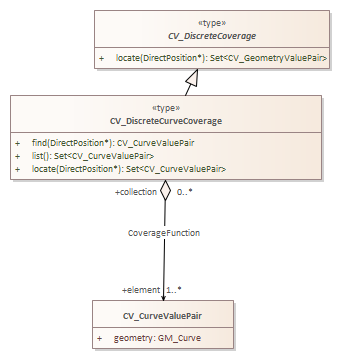 «type»
CV_DiscreteCoverage
+ locate(DirectPosition*): Set<CV_GeometryValuePair>
«type»
CV_DiscreteCurveCoverage
+ find(DirectPosition*): CV_CurveValuePair
+ list(): Set<CV_CurveValuePair>
+ locate(DirectPosition*): Set<CV_CurveValuePair>
+collection 0..*
CoverageFunction
+element 1..*
CV_CurveValuePair
+ geometry: GM_Curve